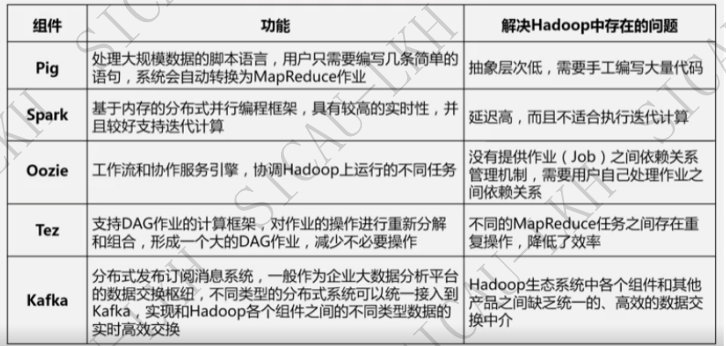 组件 功能 解决Hadoop中存在的问题
Pig 处理大规模数据的脚本语言，用户只需要编写几条简单的
语句，系统会自动转换为MapReduce作业
抽象层次低，需要手工编写大量代码
Spark 基于内存的分布式并行编程框架，具有较高的实时性，并
且较好支持迭代计算
延迟高，而且不适合执行迭代计算
Oozie 工作流和协作服务引擎，协调Hadoop上运行的不同任务
没有提供作业（Job）之间依赖关系
管理机制，需要用户自己处理作业之
间依赖关系
Tez 支持DAG作业的计算框架，对作业的操作进行重新分解
和组合，形成一个大的DAG作业，减少不必要操作
不同的MapReduce任务之间存在重
复操作，降低了效率
Kafka
分布式发布订阅消息系统，一般作为企业大数据分析平台
的数据交换枢纽，不同类型的分布式系统可以统一接入到
Kafka，实现和Hadoop各个组件之间的不同类型数据的
实时高效交换
Hadoop生态系统中各个组件和其他
产品之间缺乏统一的、高效的数据交
换中介
SICAU-LKH
SICAU-LKH